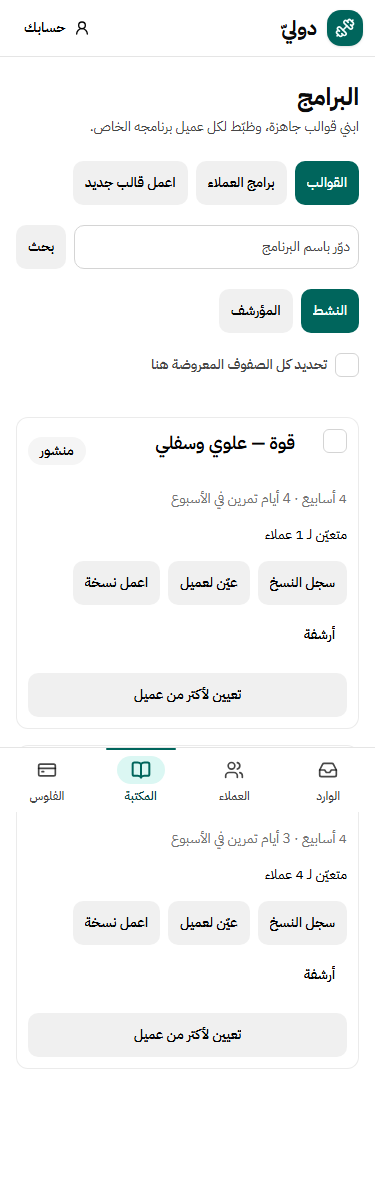 دوليّ
حسابك
البرامج
ابني قوالب جاهزة، وظبّط لكل عميل برنامجه الخاص.
القوالب
برامج العملاء
اعمل قالب جديد
دوّر باسم البرنامج
بحث
النشط
المؤرشف
تحديد كل الصفوف المعروضة هنا
قوة — علوي وسفلي
منشور
4 أسابيع · 4 أيام تمرين في الأسبوع
متعيّن لـ 1 عملاء
سجل النسخ
عيّن لعميل
اعمل نسخة
أرشفة
تعيين لأكتر من عميل
الوارد
العملاء
المكتبة
الفلوس
4 أسابيع · 3 أيام تمرين في الأسبوع
متعيّن لـ 4 عملاء
سجل النسخ
عيّن لعميل
اعمل نسخة
أرشفة
تعيين لأكتر من عميل